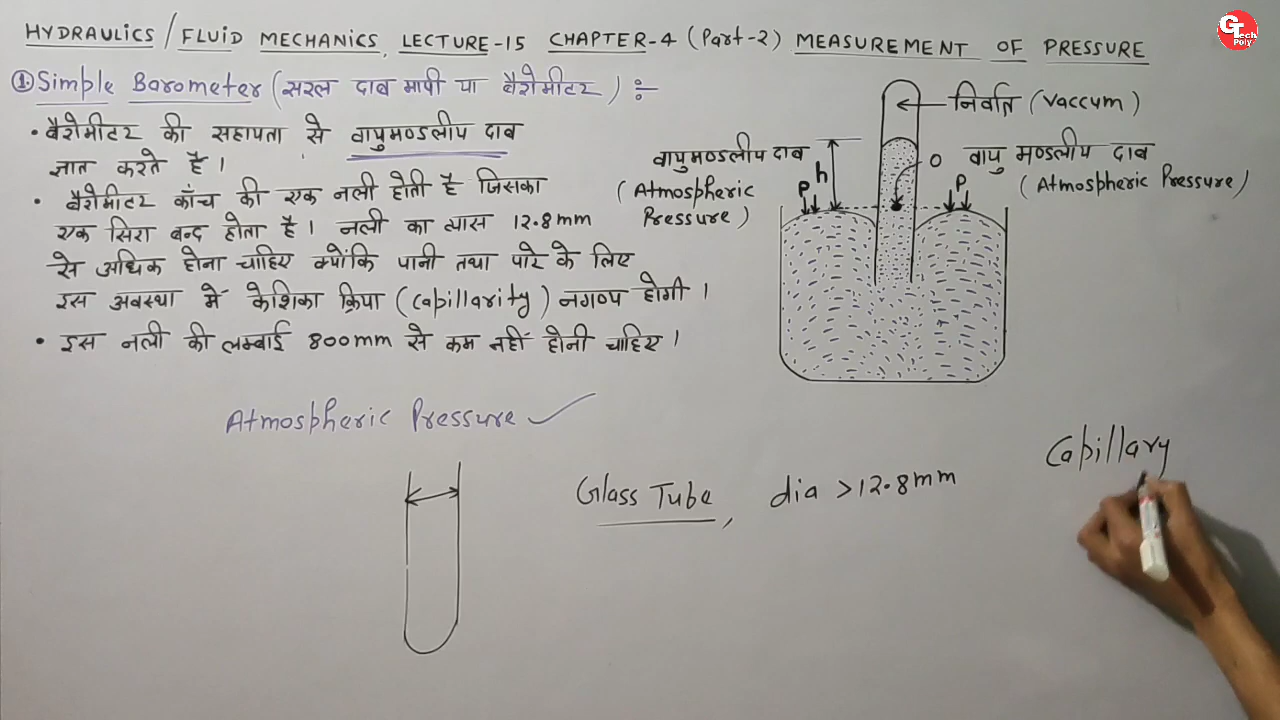 HYDRAULICS/FLUID MECHANICS, LECTURE-15 CHAPTER-4 (Part-2) MEASUREMENT OF PRESSURE
GTech Poly
①Simple Barometer (सरल दाब मापी या बैरोमीटर) :-
• बैरोमीटर की सहायता से वायुमण्डलीय दाब
ज्ञात करते है ।
• बैरोमीटर काँच की एक नली होती है जिसका
एक सिरा बन्द होता है । नली का व्यास 12.8mm
से अधिक होना चाहिए क्योंकि पानी तथा पारे के लिए
इस अवस्था में केशिका क्रिया (Capillarity) नगण्य होगी ।
• इस नली की लम्बाई 800mm से कम नहीं होनी चाहिए ।
निर्वात (Vaccum)
वायुमण्डलीय दाब
(Atmospheric
Pressure)
P
h
O
वायु मण्डलीय दाब
(Atmospheric Pressure)
P
Atmospheric Pressure
Glass Tube, dia >12.8mm
Capillary